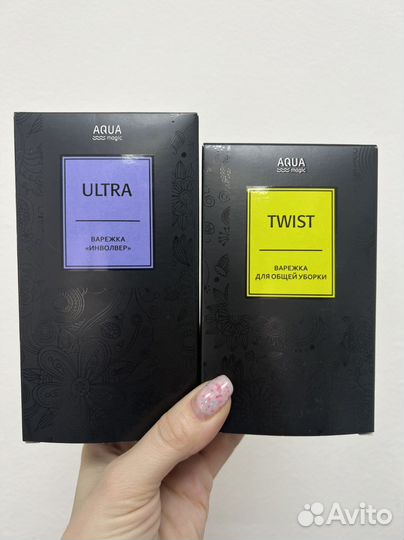 AQUA
magic
ULTRA
ВАРЕЖКА
«ИНВОЛВЕР»
AQUA
magic
TWIST
ВАРЕЖКА
ДЛЯ ОБЩЕЙ УБОРКИ
Avito